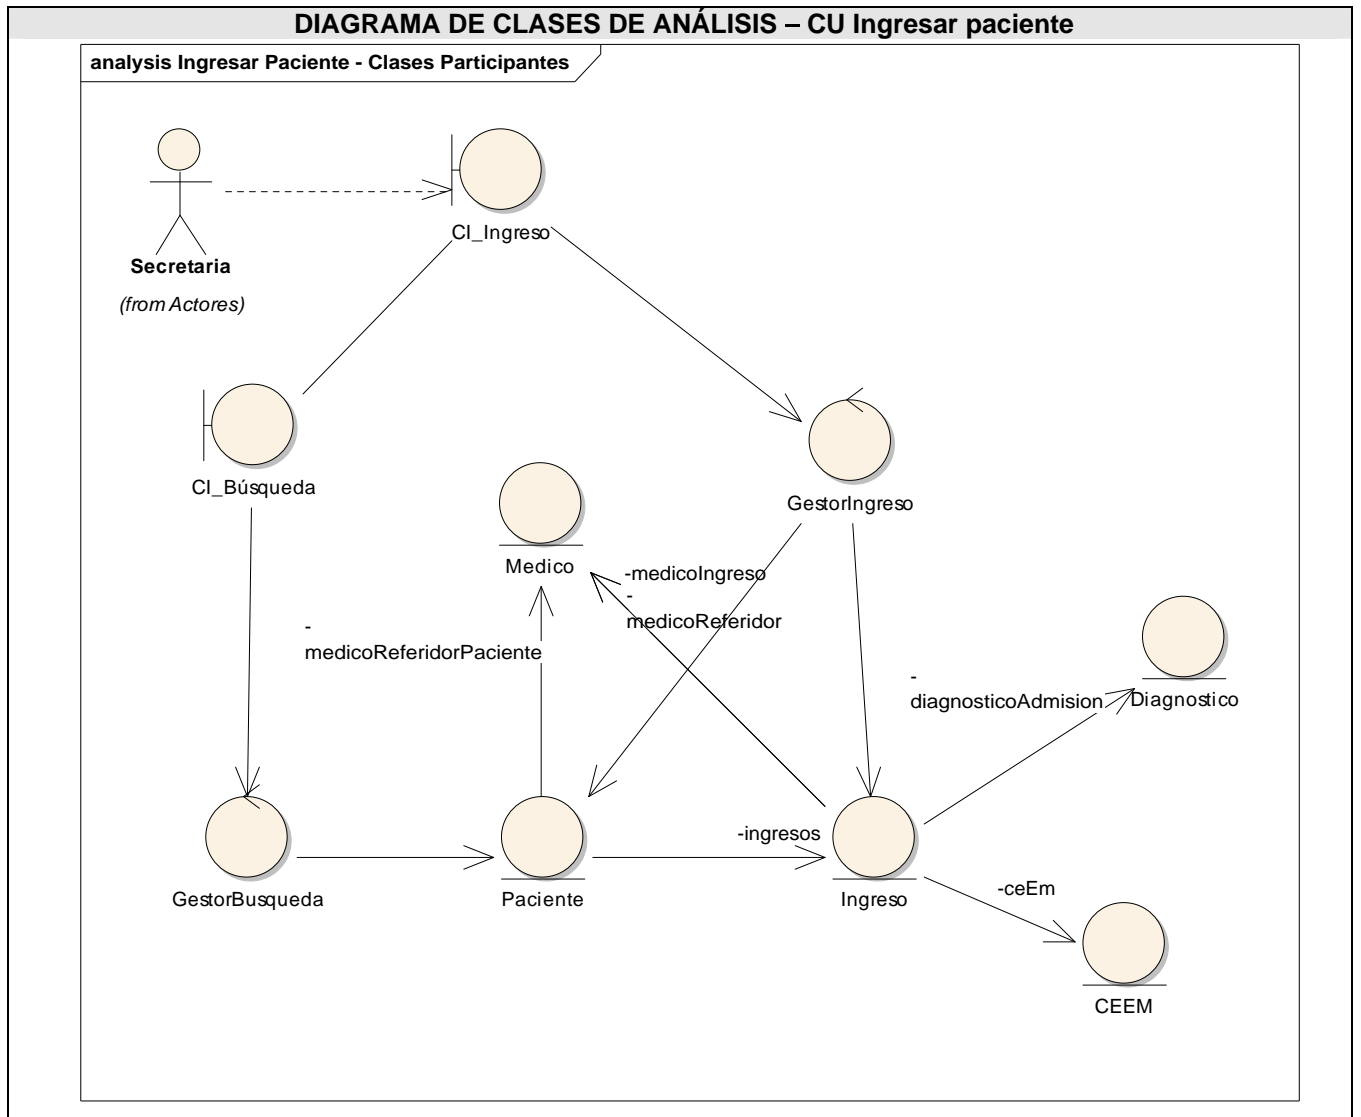 DIAGRAMA DE CLASES DE ANÁLISIS – CU Ingresar paciente
analysis Ingresar Paciente - Clases Participantes
CI_Ingreso
Secretaria
(from Actores)
CI_Búsqueda
GestorIngreso
Medico
-medicoIngreso
-
medicoReferidor
-
medicoReferidorPaciente
-
diagnosticoAdmision
Diagnostico
-ingresos
GestorBusqueda
Paciente
Ingreso
-ceEm
CEEM